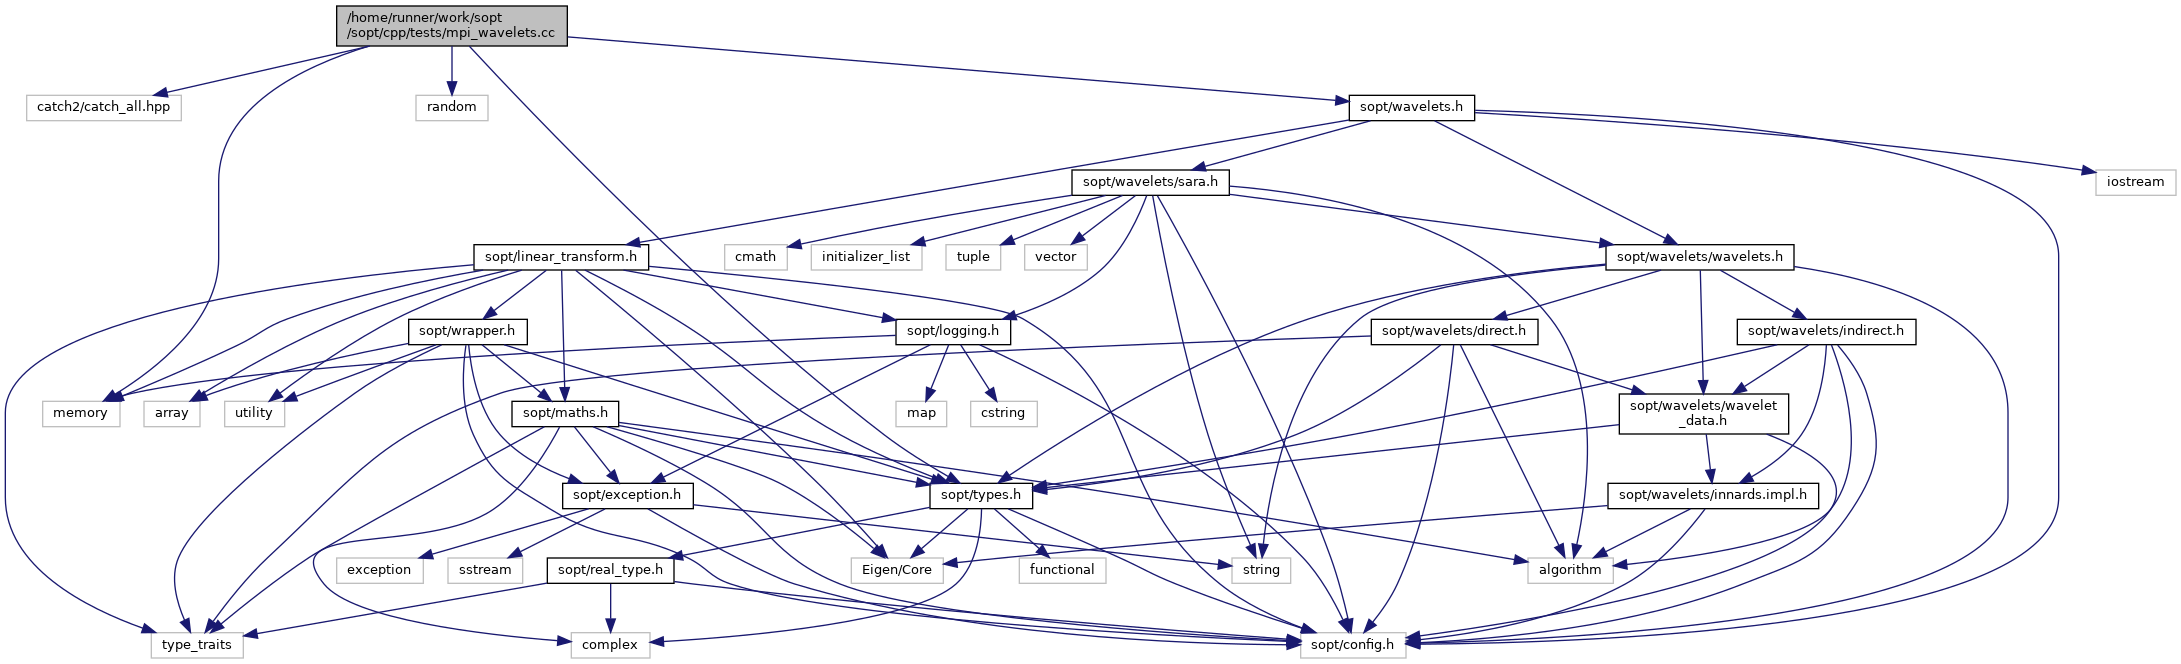 /home/runner/work/sopt
/sopt/cpp/tests/mpi_wavelets.cc
catch2/catch_all.hpp
random
sopt/wavelets.h
sopt/wavelets/sara.h
iostream
sopt/linear_transform.h
cmath
initializer_list
tuple
vector
sopt/wavelets/wavelets.h
sopt/wrapper.h
sopt/logging.h
sopt/wavelets/direct.h
sopt/wavelets/indirect.h
memory
array
utility
sopt/maths.h
map
cstring
sopt/wavelets/wavelet
_data.h
sopt/exception.h
sopt/types.h
sopt/wavelets/innards.impl.h
exception
sstream
sopt/real_type.h
Eigen/Core
functional
string
algorithm
type_traits
complex
sopt/config.h